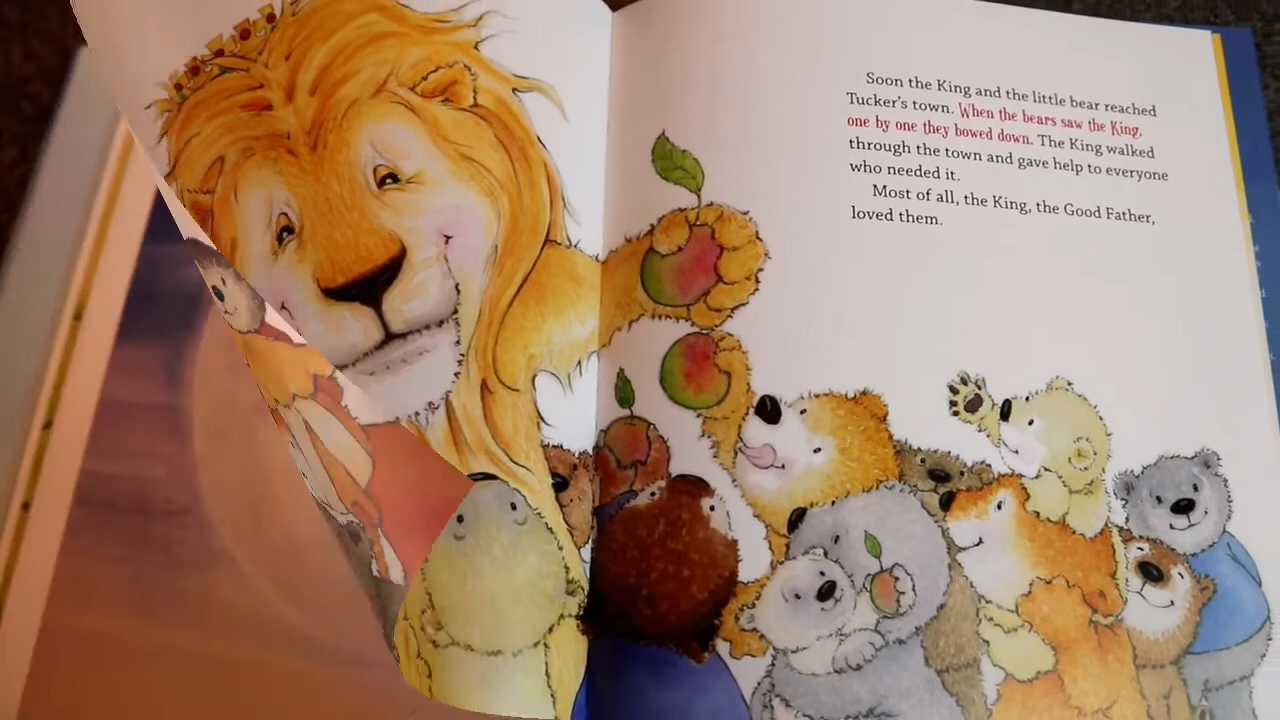 Soon the King and the little bear reached
Tucker's town. When the bears saw the King,
one by one they bowed down. The King walked
through the town and gave help to everyone
who needed it.
Most of all, the King, the Good Father,
loved them.